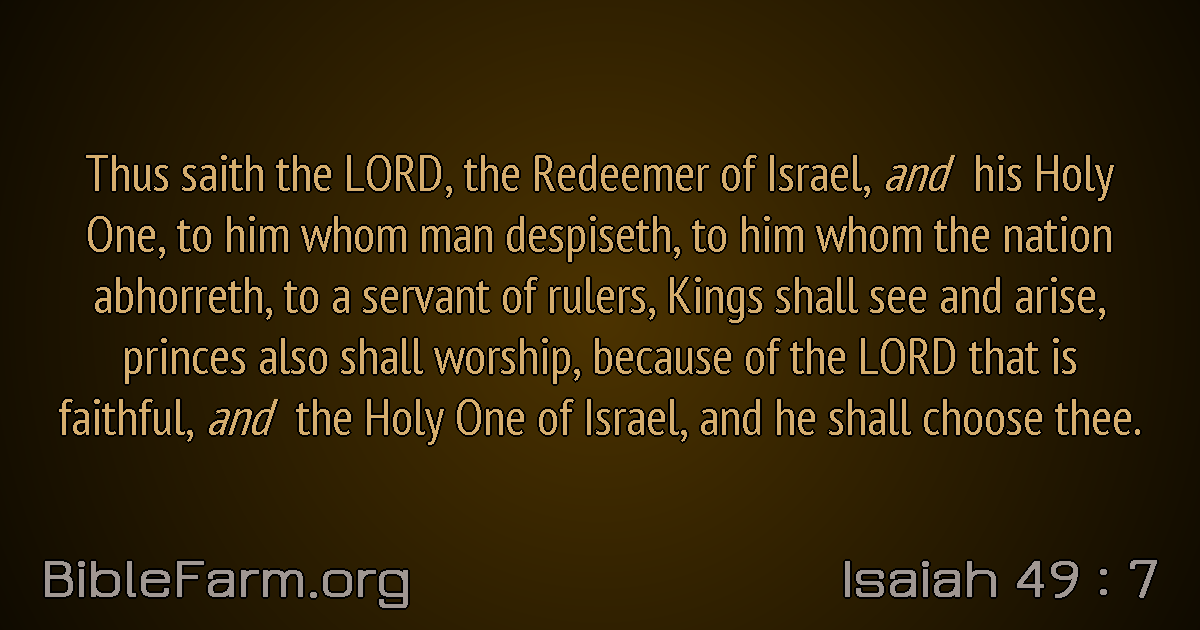 Thus saith the LORD, the Redeemer of Israel, and his Holy
One, to him whom man despiseth, to him whom the nation
abhorreth, to a servant of rulers, Kings shall see and arise,
princes also shall worship, because of the LORD that is
faithful, and the Holy One of Israel, and he shall choose thee.
BibleFarm.org
Isaiah 49 : 7